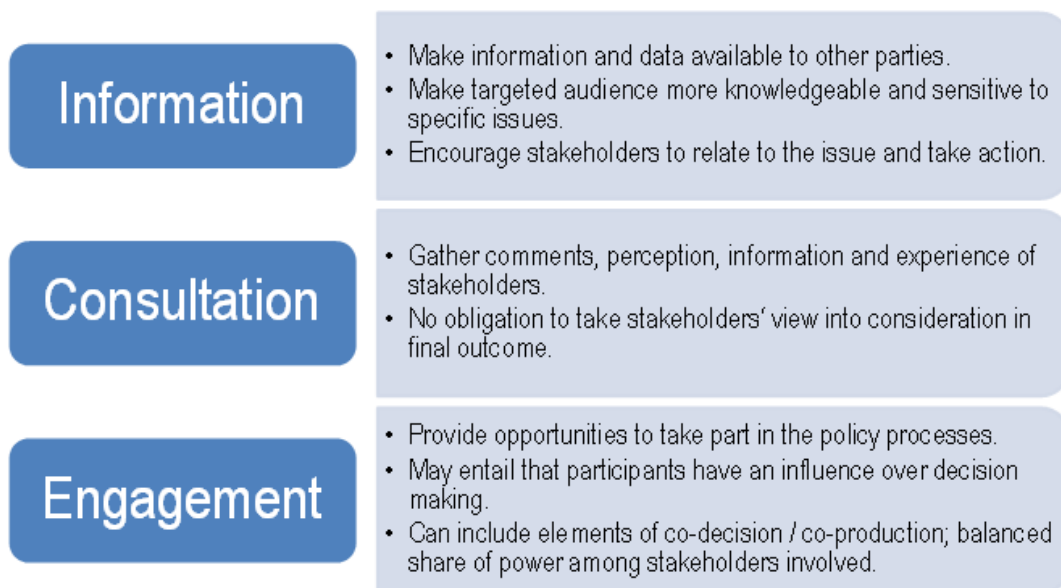 Information
• Make information and data available to other parties.
• Make targeted audience more knowledgeable and sensitive to
specific issues.
• Encourage stakeholders to relate to the issue and take action.
Consultation
• Gather comments, perception, information and experience of
stakeholders.
• No obligation to take stakeholders‘ view into consideration in
final outcome.
Engagement
• Provide opportunities to take part in the policy processes.
• May entail that participants have an influence over decision
making.
• Can include elements of co-decision / co-production; balanced
share of power among stakeholders involved.